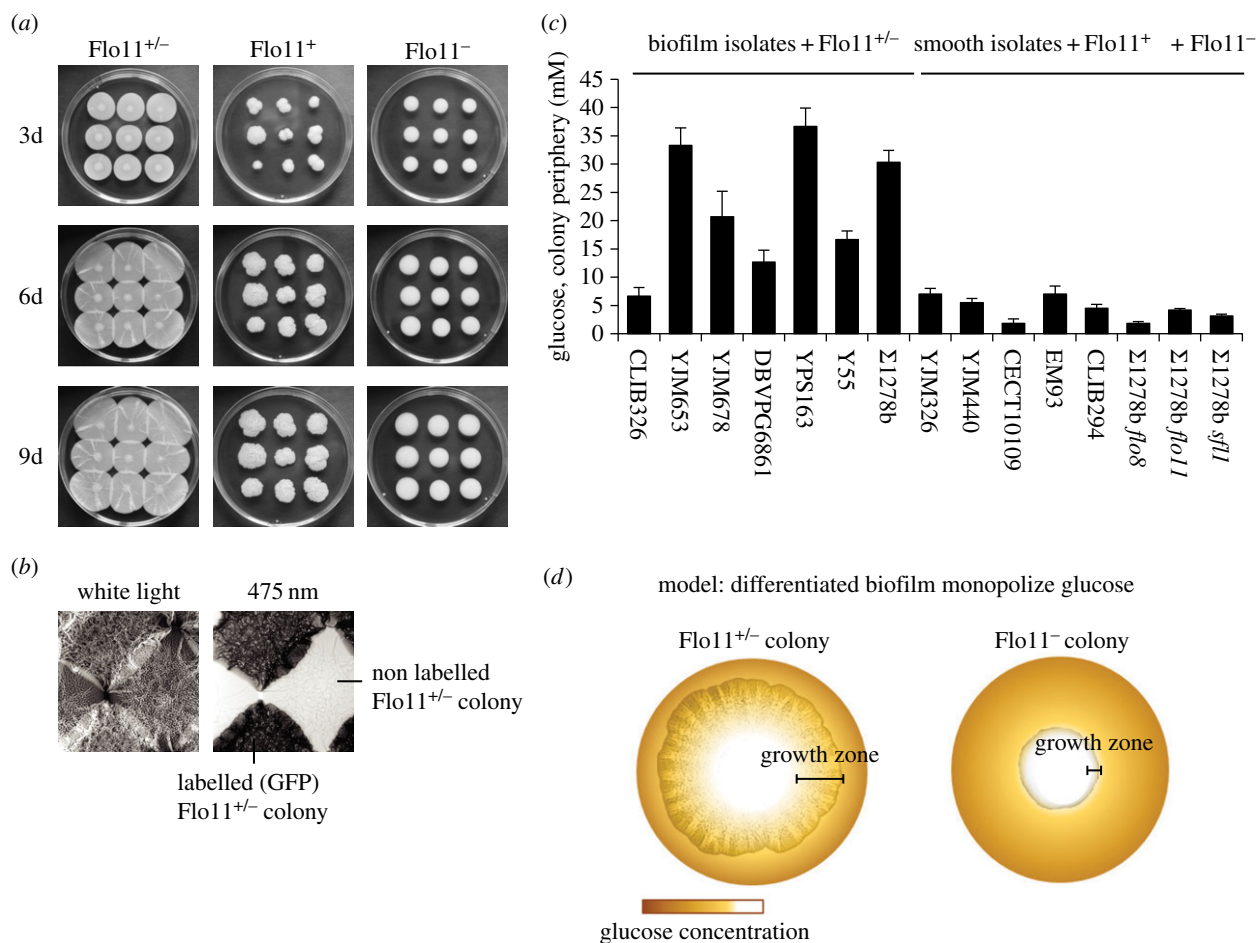 (a)
Flo11+/– Flo11+ Flo11–
3d
6d
9d
(b)
white light 475 nm
non labelled
Flo11+/– colony
labelled (GFP)
Flo11+/– colony
(c)
biofilm isolates + Flo11+/– smooth isolates + Flo11+ + Flo11–
glucose, colony periphery (mM)
45
40
35
30
25
20
15
10
5
0
CLIB326
YJM653
YJM678
DBVPG6861
YPS163
Y55
Σ1278b
YJM326
YJM440
CECT10109
EM93
CLIB294
Σ1278b flo8
Σ1278b flo11
Σ1278b sfl1
(d)
model: differentiated biofilm monopolize glucose
Flo11+/– colony Flo11– colony
growth zone growth zone
glucose concentration